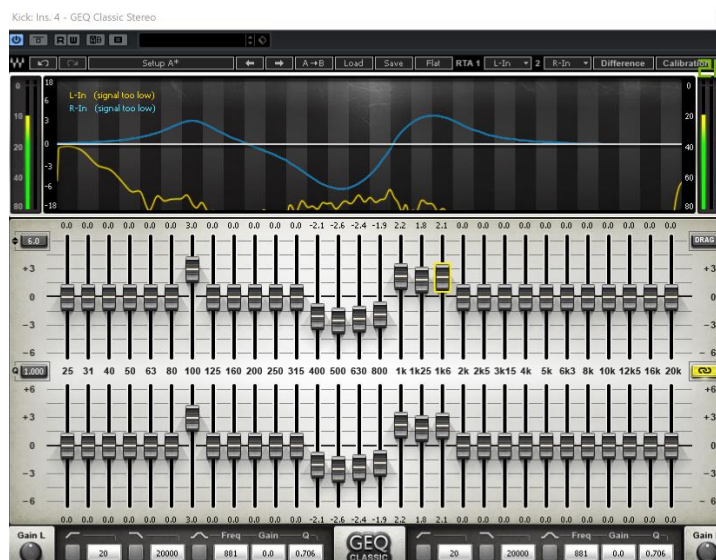 Kick: Ins. 4 - GEQ Classic Stereo
R W
Setup A* A→B Load Save Flat RTA 1 L-In 2 R-In Difference Calibration
0 18 L-In (signal too low) 0
6 R-In (signal too low)
10 3 20
20 0 40
-3
40 -6 60
80 -18 80
0.0 0.0 0.0 0.0 0.0 0.0 3.0 0.0 0.0 0.0 0.0 0.0 -2.1 -2.6 -2.4 -1.9 2.2 1.8 2.1 0.0 0.0 0.0 0.0 0.0 0.0 0.0 0.0 0.0 0.0 0.0
6.0 DRAG
+3 +3
0 0
-3 -3
-6 -6
Q 1.000 25 31 40 50 63 80 100 125 160 200 250 315 400 500 630 800 1k 1k25 1k6 2k 2k5 3k15 4k 5k 6k3 8k 10k 12k5 16k 20k
+6 +6
+3 +3
0 0
-3 -3
-6 -6
0.0 0.0 0.0 0.0 0.0 0.0 3.0 0.0 0.0 0.0 0.0 0.0 -2.1 -2.6 -2.4 -1.9 2.2 1.8 2.1 0.0 0.0 0.0 0.0 0.0 0.0 0.0 0.0 0.0 0.0 0.0
Gain L Freq Gain Q GEQ Freq Gain Q Gain
20 20000 881 0.0 0.706 CLASSIC 20 20000 881 0.0 0.706